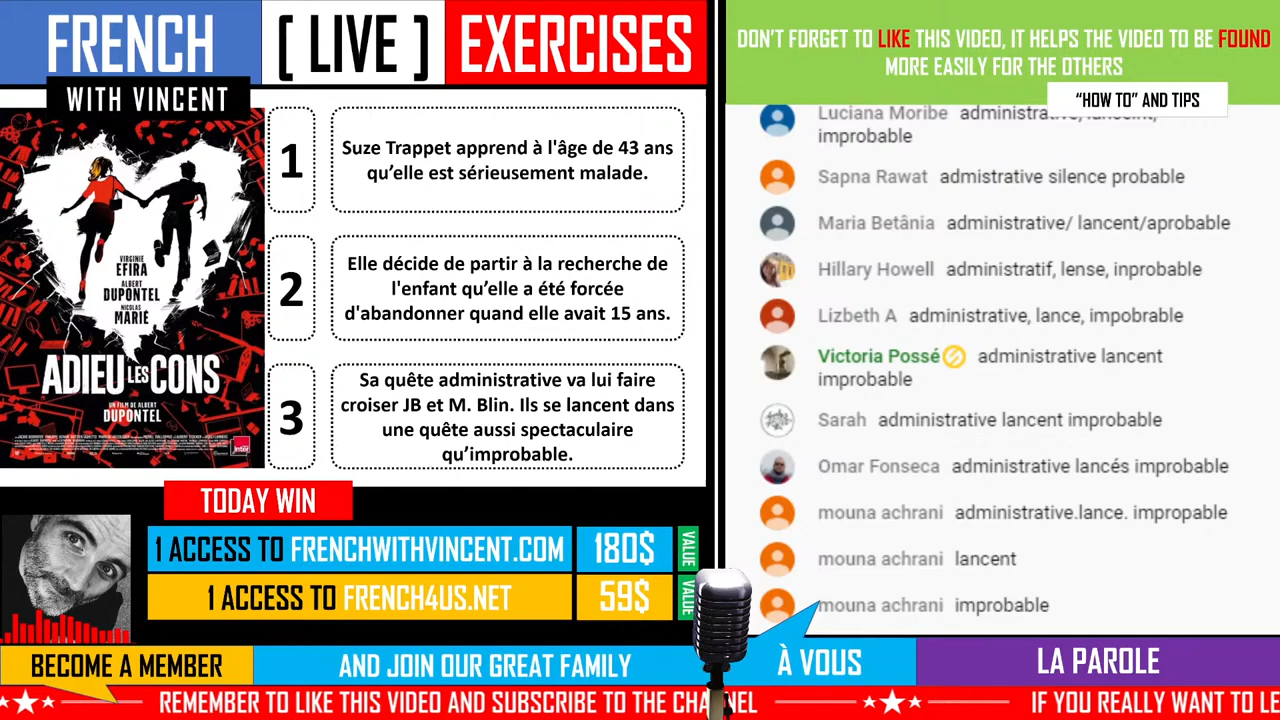 FRENCH
[ LIVE ]
EXERCISES
WITH VINCENT
VIRGINIE
EFIRA
ALBERT
DUPONTEL
NICOLAS
MARIÉ
ADIEU LES CONS
UN FILM DE ALBERT
DUPONTEL
inter
1
Suze Trappet apprend à l'âge de 43 ans
qu'elle est sérieusement malade.
2
Elle décide de partir à la recherche de
l'enfant qu'elle a été forcée
d'abandonner quand elle avait 15 ans.
3
Sa quête administrative va lui faire
croiser JB et M. Blin. Ils se lancent dans
une quête aussi spectaculaire
qu'improbable.
TODAY WIN
1 ACCESS TO FRENCHWITHVINCENT.COM
180$
VALUE
1 ACCESS TO FRENCH4US.NET
59$
VALUE
BECOME A MEMBER
AND JOIN OUR GREAT FAMILY
REMEMBER TO LIKE THIS VIDEO AND SUBSCRIBE TO THE CHANNEL
DON'T FORGET TO LIKE THIS VIDEO, IT HELPS THE VIDEO TO BE FOUND
MORE EASILY FOR THE OTHERS
"HOW TO" AND TIPS
Luciana Moribe administrative, lanceint,
improbable
Sapna Rawat admistrative silence probable
Maria Betânia administrative/ lancent/aprobable
Hillary Howell administratif, lense, inprobable
Lizbeth A administrative, lance, impobrable
Victoria Possé administrative lancent
improbable
Sarah administrative lancent improbable
Omar Fonseca administrative lancés improbable
mouna achrani administrative.lance. impropable
mouna achrani lancent
mouna achrani improbable
À VOUS
LA PAROLE
IF YOU REALLY WANT TO LE